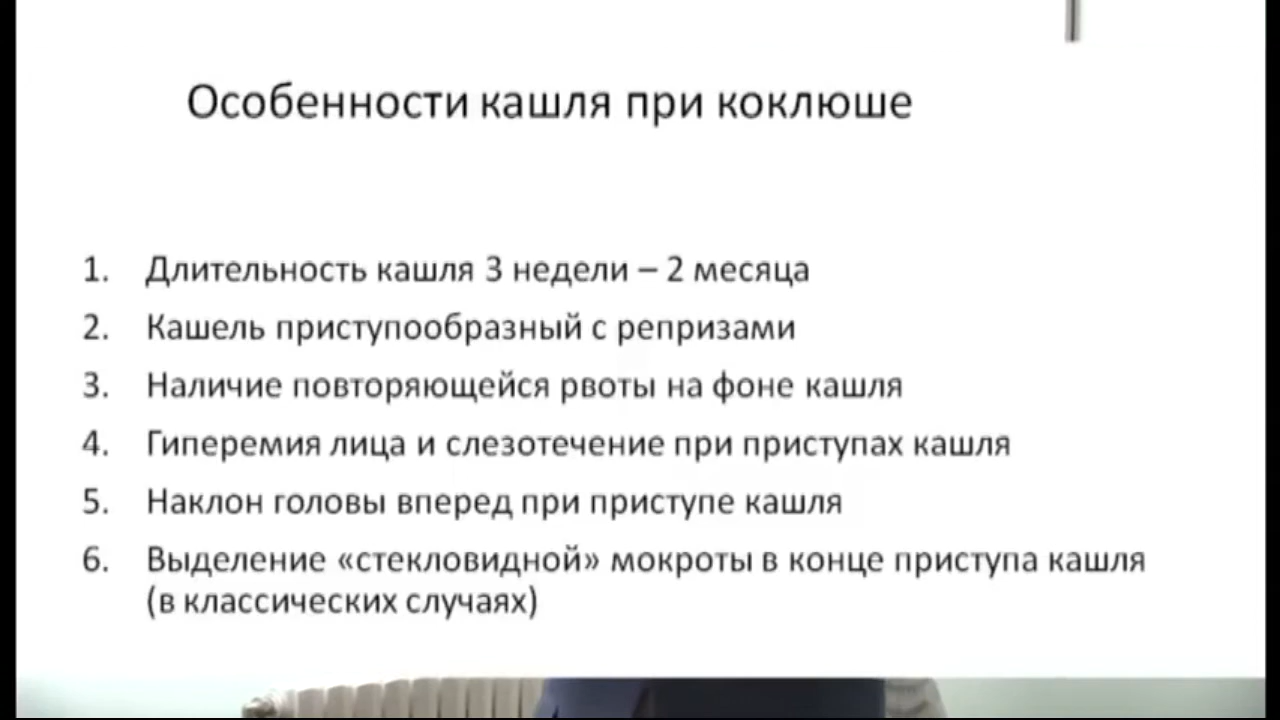 Особенности кашля при коклюше
1. Длительность кашля 3 недели – 2 месяца
2. Кашель приступообразный с репризами
3. Наличие повторяющейся рвоты на фоне кашля
4. Гиперемия лица и слезотечение при приступах кашля
5. Наклон головы вперед при приступе кашля
6. Выделение «стекловидной» мокроты в конце приступа кашля
(в классических случаях)